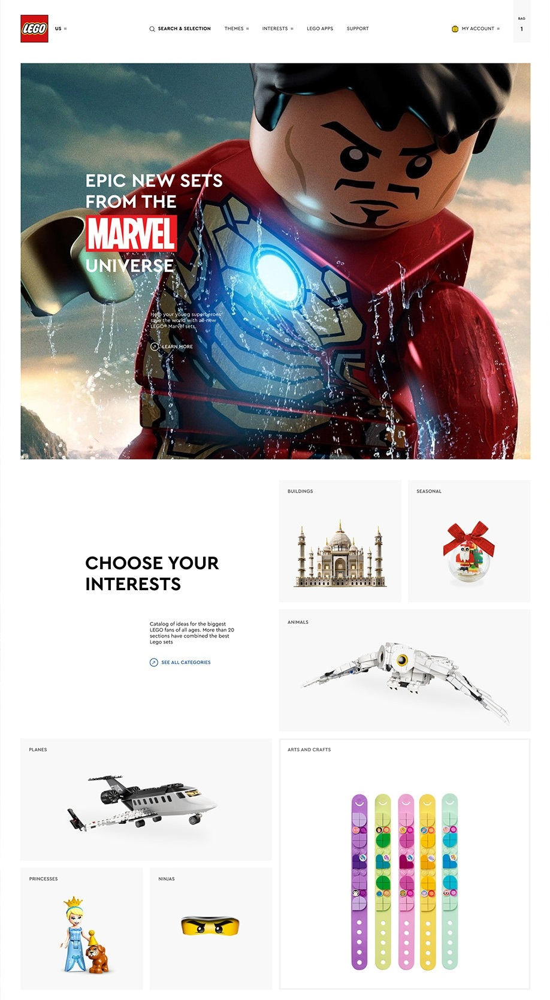 LEGO
US
SEARCH & SELECTION
THEMES
INTERESTS
LEGO APPS
SUPPORT
MY ACCOUNT
BAG
1
EPIC NEW SETS
FROM THE
MARVEL
UNIVERSE
Help your young superheroes
save the world with all-new
LEGO® Marvel sets.
LEARN MORE
BUILDINGS
SEASONAL
CHOOSE YOUR
INTERESTS
Catalog of ideas for the biggest
LEGO fans of all ages. More than 20
sections have combined the best
Lego sets
SEE ALL CATEGORIES
ANIMALS
PLANES
ARTS AND CRAFTS
PRINCESSES
NINJAS